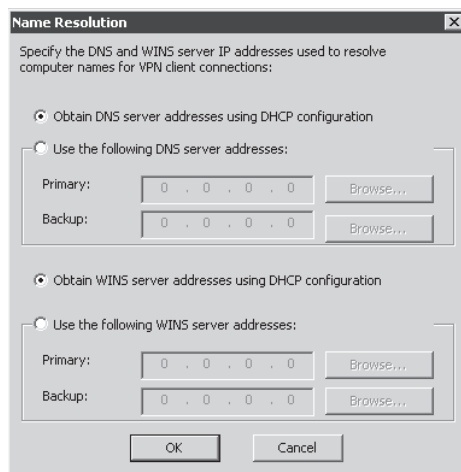 Name Resolution
Specify the DNS and WINS server IP addresses used to resolve
computer names for VPN client connections:
Obtain DNS server addresses using DHCP configuration
Use the following DNS server addresses:
Primary: 0 . 0 . 0 . 0 Browse...
Backup: 0 . 0 . 0 . 0 Browse...
Obtain WINS server addresses using DHCP configuration
Use the following WINS server addresses:
Primary: 0 . 0 . 0 . 0 Browse...
Backup: 0 . 0 . 0 . 0 Browse...
OK Cancel